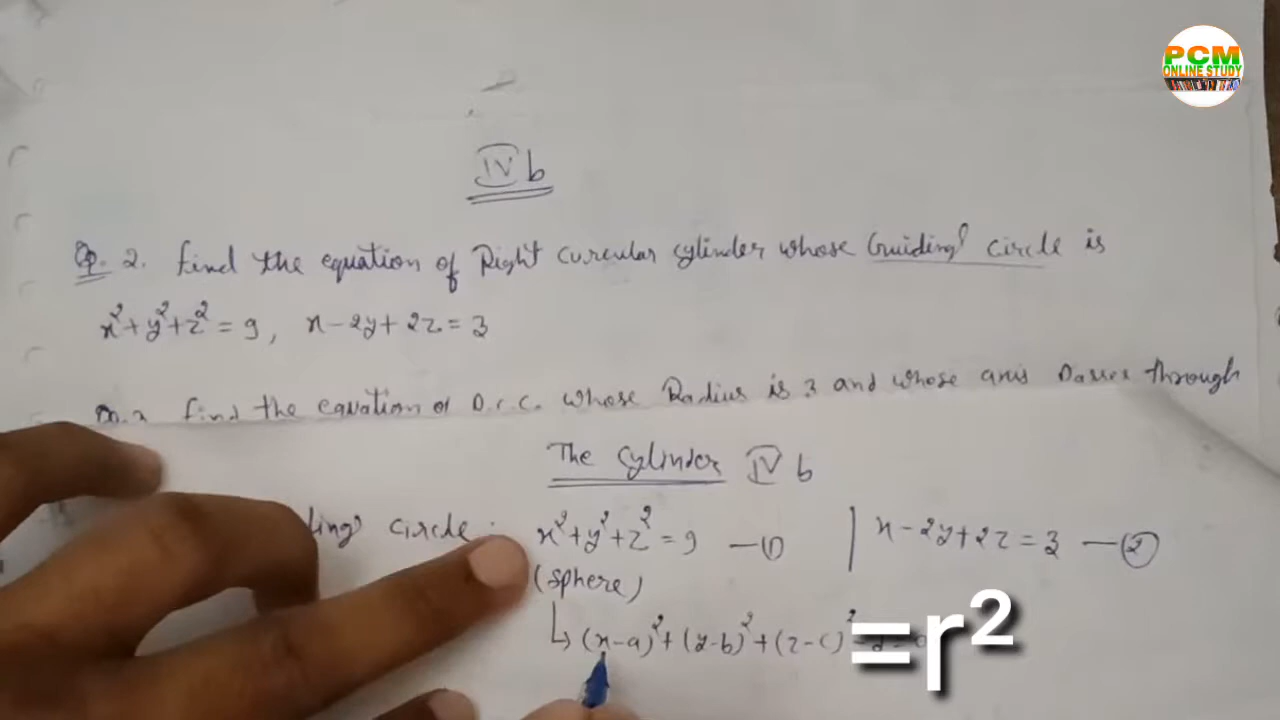 PCM
ONLINE STUDY
IV b
Q. 2. find the equation of Right curcular cylinder whose Guiding circle is
x²+y²+z² = 9, x-2y+2z = 3
find the equation of whose Radius is 3 and whose axis Passes through
The Cylinder IV b
ding circle : x²+y²+z² = 9 —① | x-2y+2z = 3 —②
(sphere)
↳ (x-a)²+(y-b)²+(z-c)² =r²